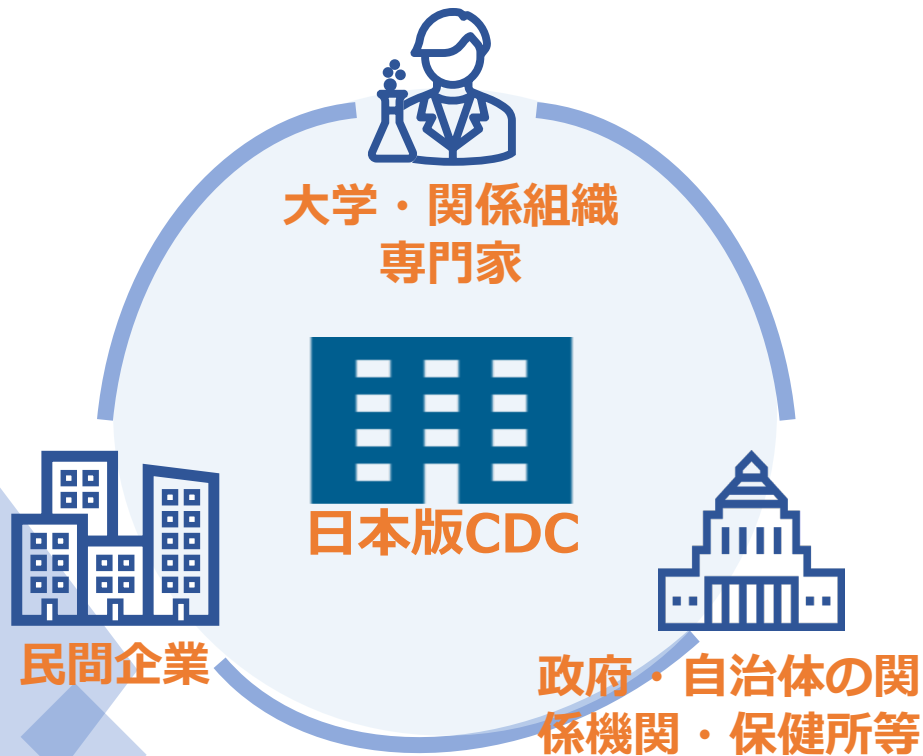 大学・関係組織
専門家
日本版CDC
民間企業
政府・自治体の関
係機関・保健所等